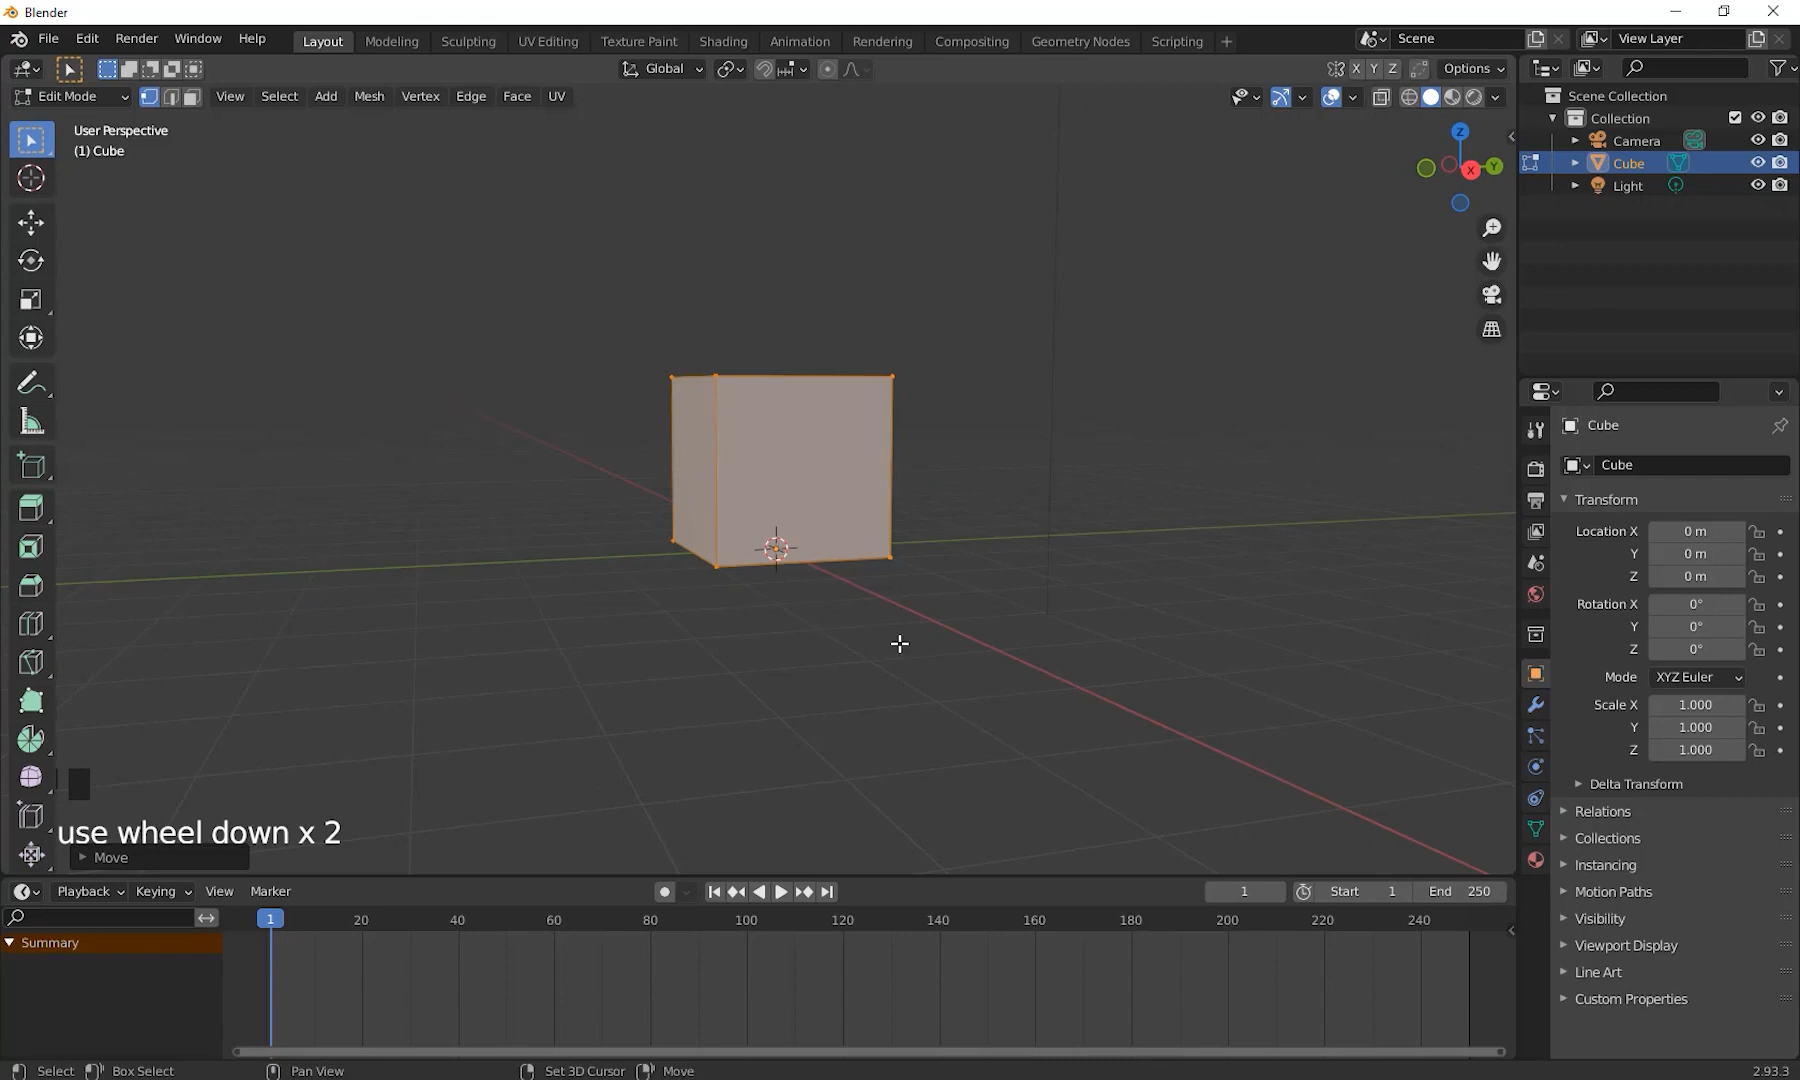 Blender
File Edit Render Window Help Layout Modeling Sculpting UV Editing Texture Paint Shading Animation Rendering Compositing Geometry Nodes Scripting + Scene View Layer
Global X Y Z Options
Edit Mode View Select Add Mesh Vertex Edge Face UV
User Perspective
(1) Cube
Z
Y
X
Scene Collection
Collection
Camera
Cube
Light
Cube
Cube
Transform
Location X 0 m
Y 0 m
Z 0 m
Rotation X 0°
Y 0°
Z 0°
Mode XYZ Euler
Scale X 1.000
Y 1.000
Z 1.000
Delta Transform
Relations
Collections
Instancing
Motion Paths
Visibility
Viewport Display
Line Art
Custom Properties
use wheel down x 2
Move
Playback Keying View Marker 1 Start 1 End 250
1 20 40 60 80 100 120 140 160 180 200 220 240
Summary
Select Box Select Pan View Set 3D Cursor Move 2.93.3